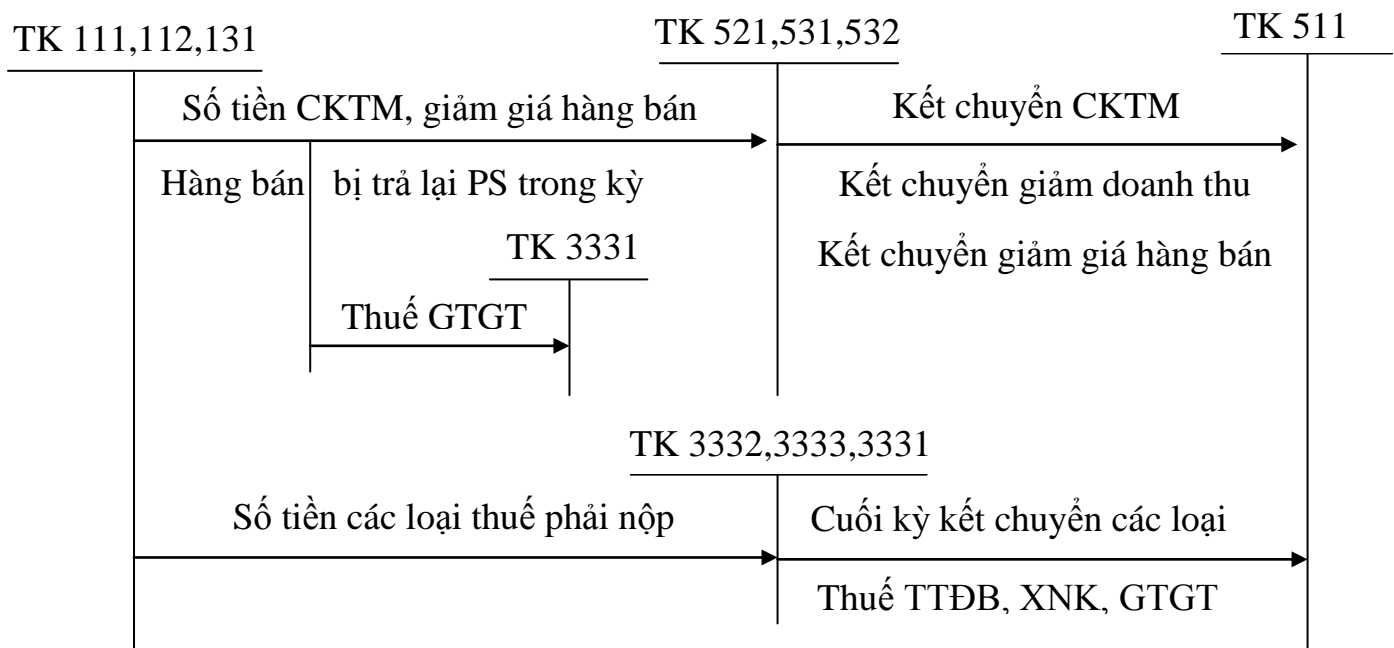 TK 111,112,131
TK 521,531,532
TK 511
Số tiền CKTM, giảm giá hàng bán
Kết chuyển CKTM
Hàng bán bị trả lại PS trong kỳ
Kết chuyển giảm doanh thu
TK 3331
Kết chuyển giảm giá hàng bán
Thuế GTGT
TK 3332,3333,3331
Số tiền các loại thuế phải nộp
Cuối kỳ kết chuyển các loại
Thuế TTĐB, XNK, GTGT